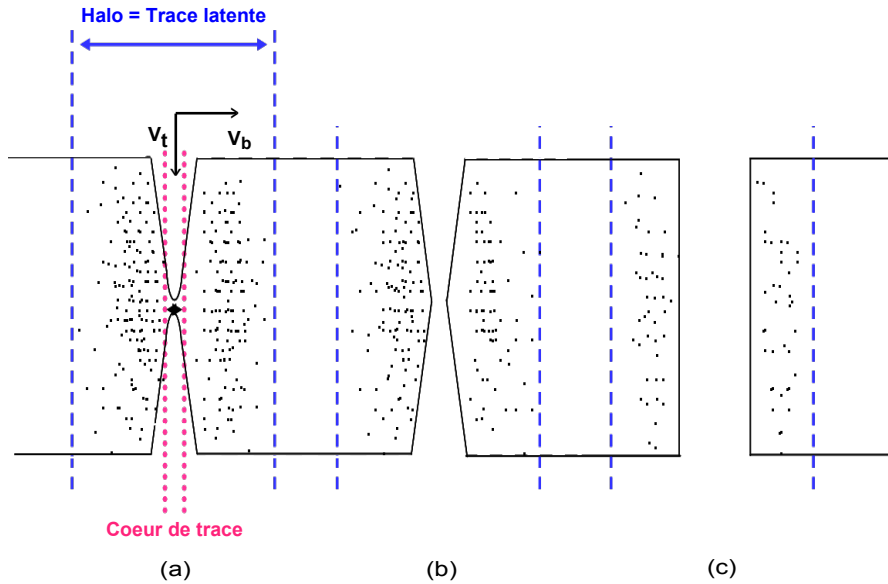 Halo = Trace latente
Vt
Vb
Coeur de trace
(a)
(b)
(c)